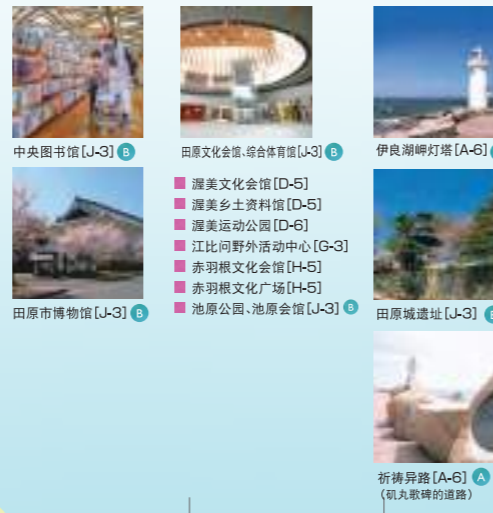 中央图书馆[J-3] B
田原市博物馆[J-3] B
田原文化会馆、综合体育馆[J-3] B
■ 渥美文化会馆[D-5]
■ 渥美乡土资料馆[D-5]
■ 渥美运动公园[D-6]
■ 江比问野外活动中心[G-3]
■ 赤羽根文化会馆[H-5]
■ 赤羽根文化广场[H-5]
■ 池原公园、池原会馆[J-3] B
伊良湖岬灯塔[A-6]
田原城遗址[J-3] B
祈祷异路[A-6] A
(矶丸歌碑的道路)